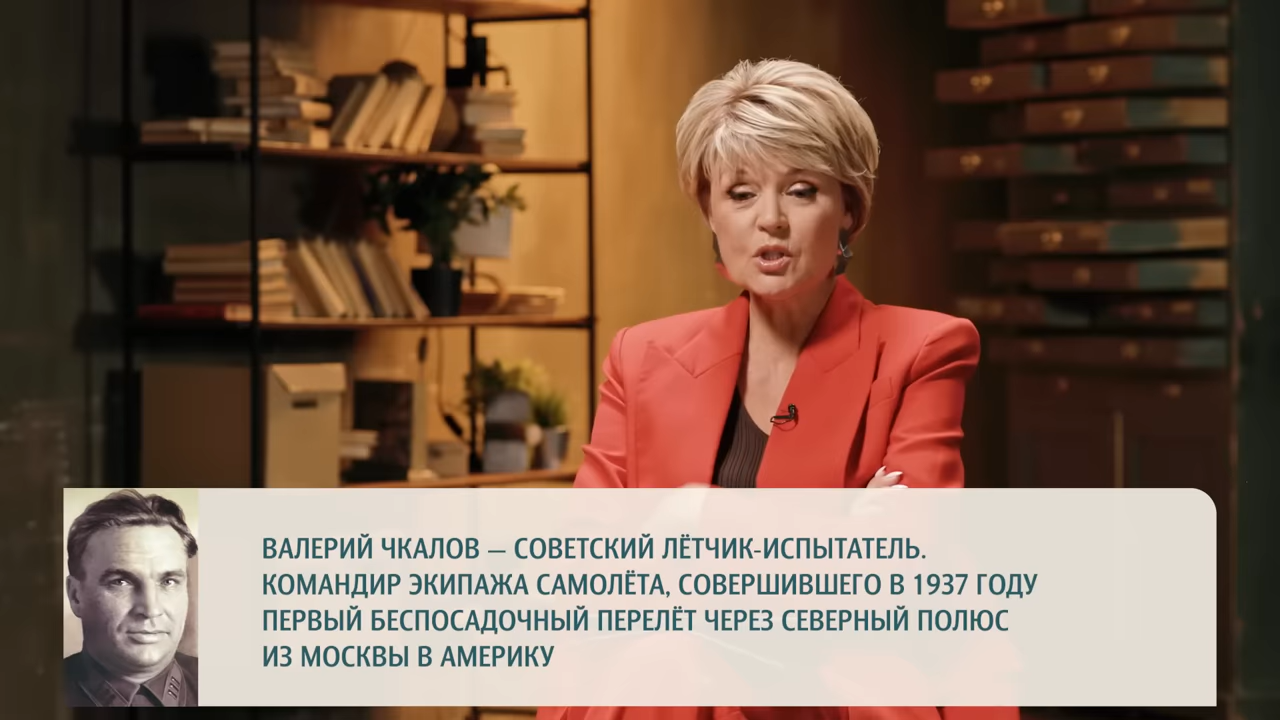 ВАЛЕРИЙ ЧКАЛОВ — СОВЕТСКИЙ ЛЁТЧИК-ИСПЫТАТЕЛЬ.
КОМАНДИР ЭКИПАЖА САМОЛЁТА, СОВЕРШИВШЕГО В 1937 ГОДУ
ПЕРВЫЙ БЕСПОСАДОЧНЫЙ ПЕРЕЛЁТ ЧЕРЕЗ СЕВЕРНЫЙ ПОЛЮС
ИЗ МОСКВЫ В АМЕРИКУ